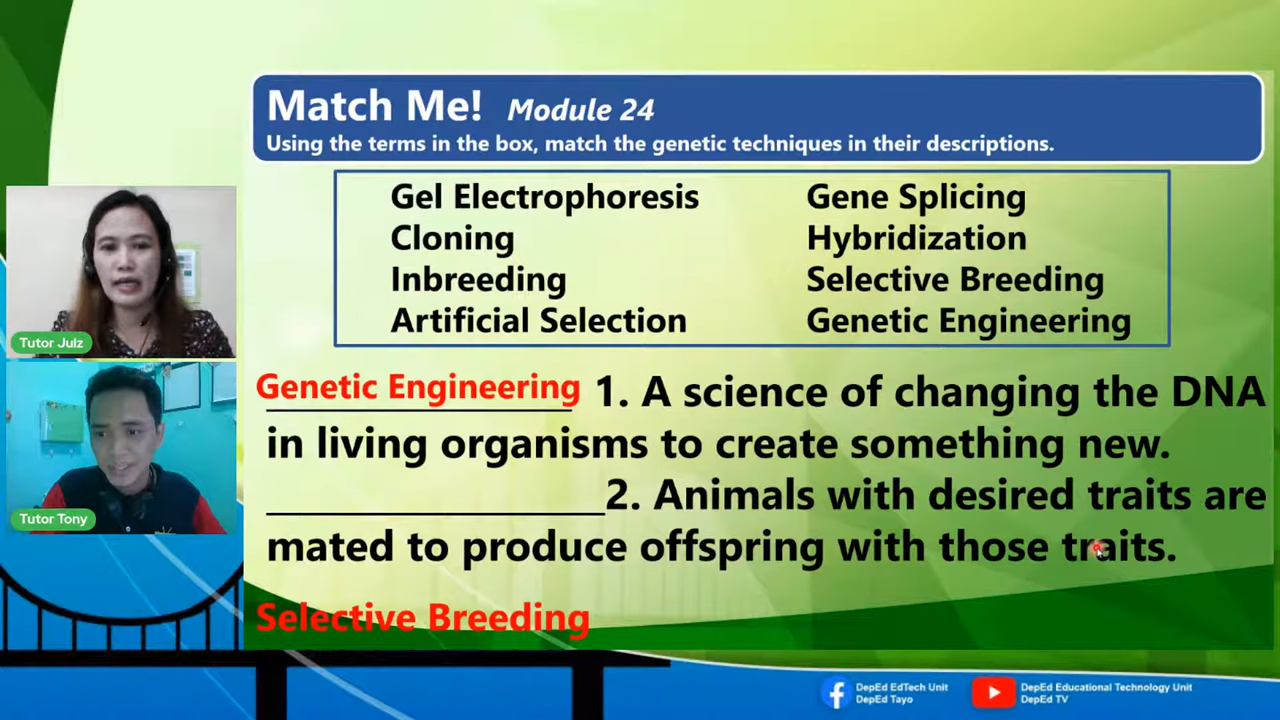 Match Me! Module 24
Using the terms in the box, match the genetic techniques in their descriptions.
Gel Electrophoresis
Gene Splicing
Cloning
Hybridization
Inbreeding
Selective Breeding
Artificial Selection
Genetic Engineering
Tutor Julz
Tutor Tony
Genetic Engineering 1. A science of changing the DNA
in living organisms to create something new.
_________________2. Animals with desired traits are
mated to produce offspring with those traits.
Selective Breeding
DepEd EdTech Unit
DepEd Tayo
DepEd Educational Technology Unit
DepEd TV